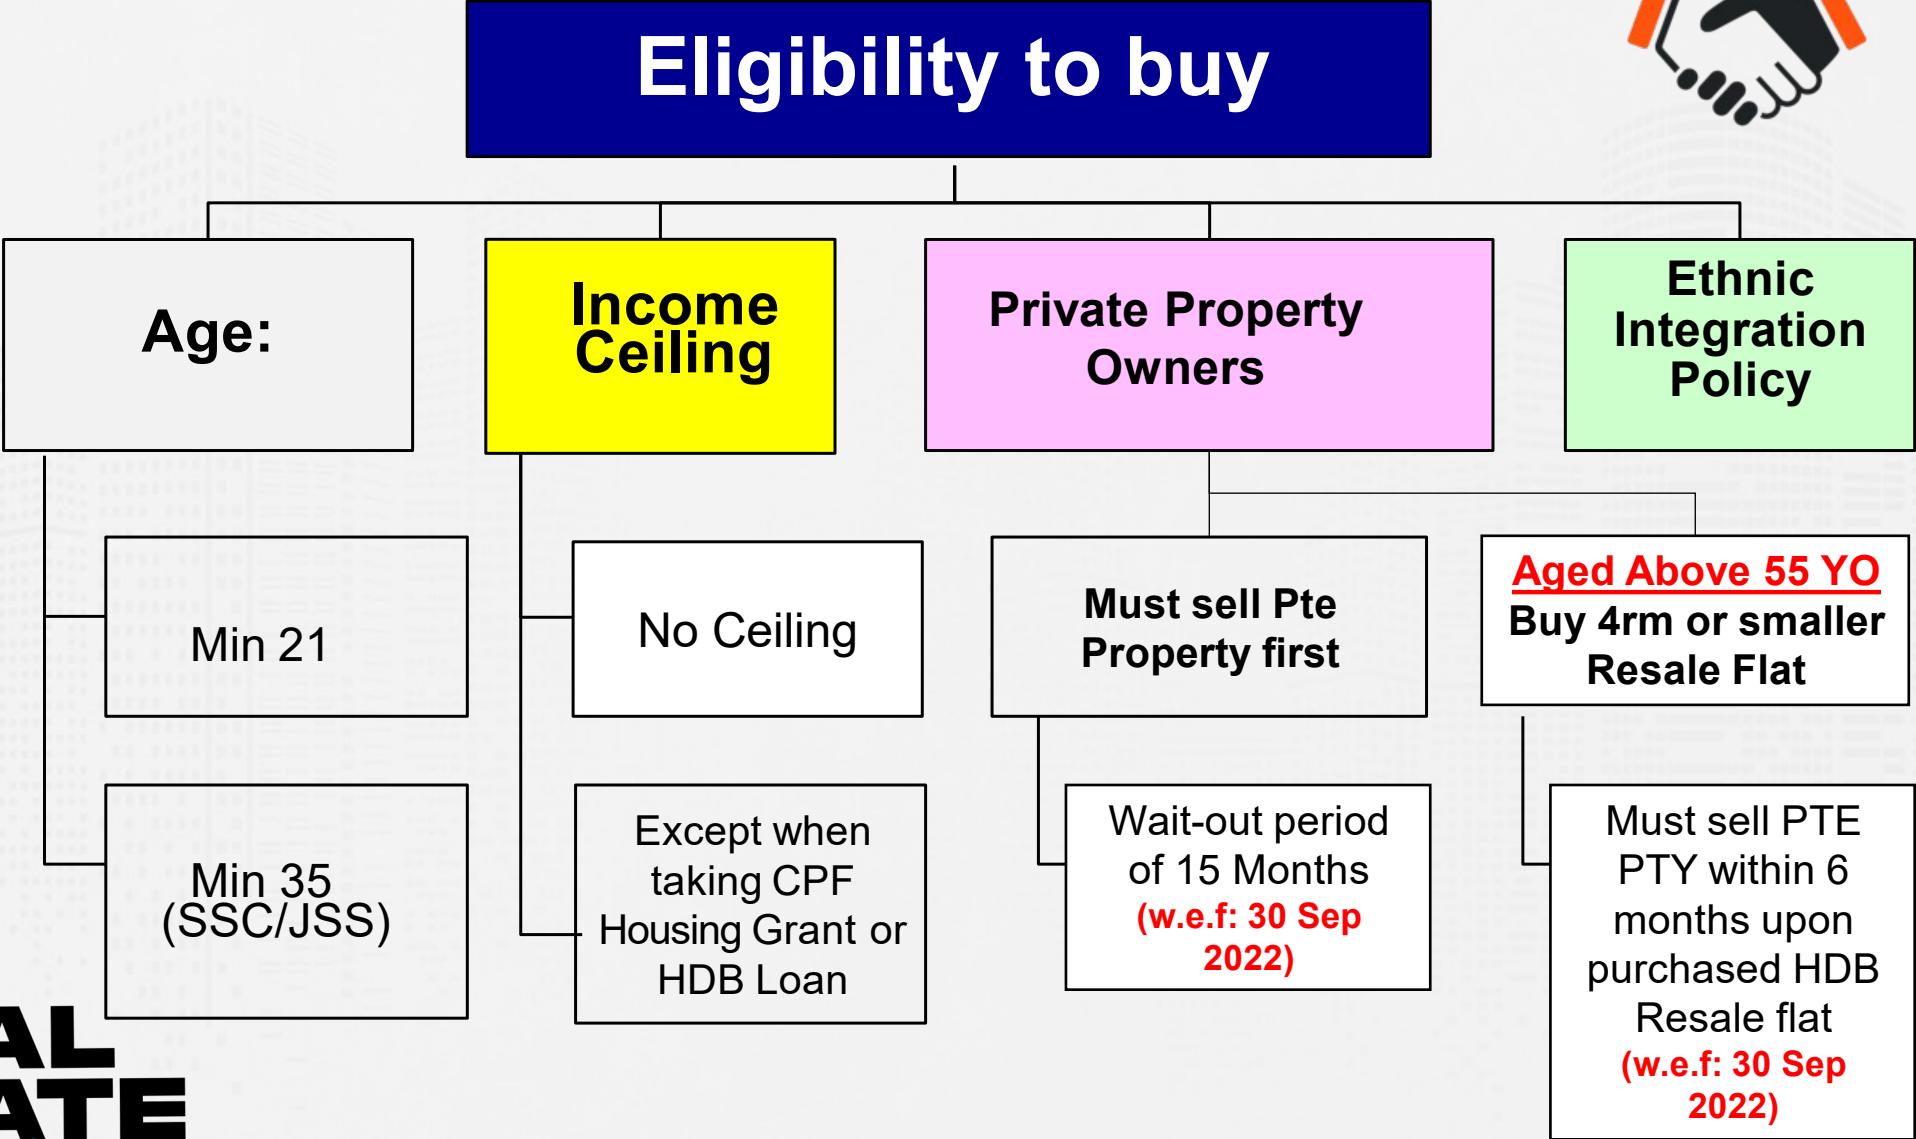 Eligibility to buy
Age:
Income
Ceiling
Private Property
Owners
Ethnic
Integration
Policy
Min 21
No Ceiling
Must sell Pte
Property first
Aged Above 55 YO
Buy 4rm or smaller
Resale Flat
Min 35
(SSC/JSS)
Except when
taking CPF
Housing Grant or
HDB Loan
Wait-out period
of 15 Months
(w.e.f: 30 Sep
2022)
Must sell PTE
PTY within 6
months upon
purchased HDB
Resale flat
(w.e.f: 30 Sep
2022)
AL
ATE